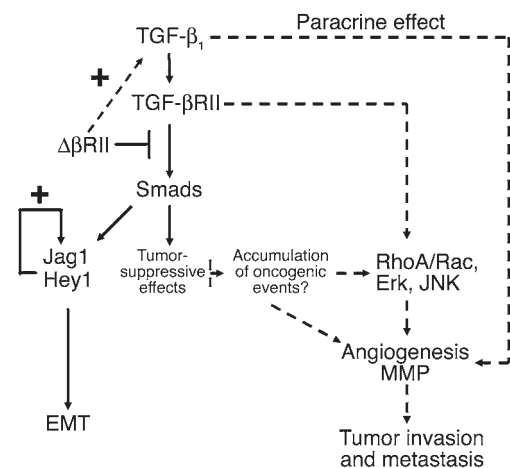 Paracrine effect
TGF-β1
+
TGF-βRII
ΔβRII
Smads
+
Jag1
Hey1
Tumor-
suppressive
effects
Accumulation
of oncogenic
events?
RhoA/Rac,
Erk, JNK
Angiogenesis
MMP
EMT
Tumor invasion
and metastasis